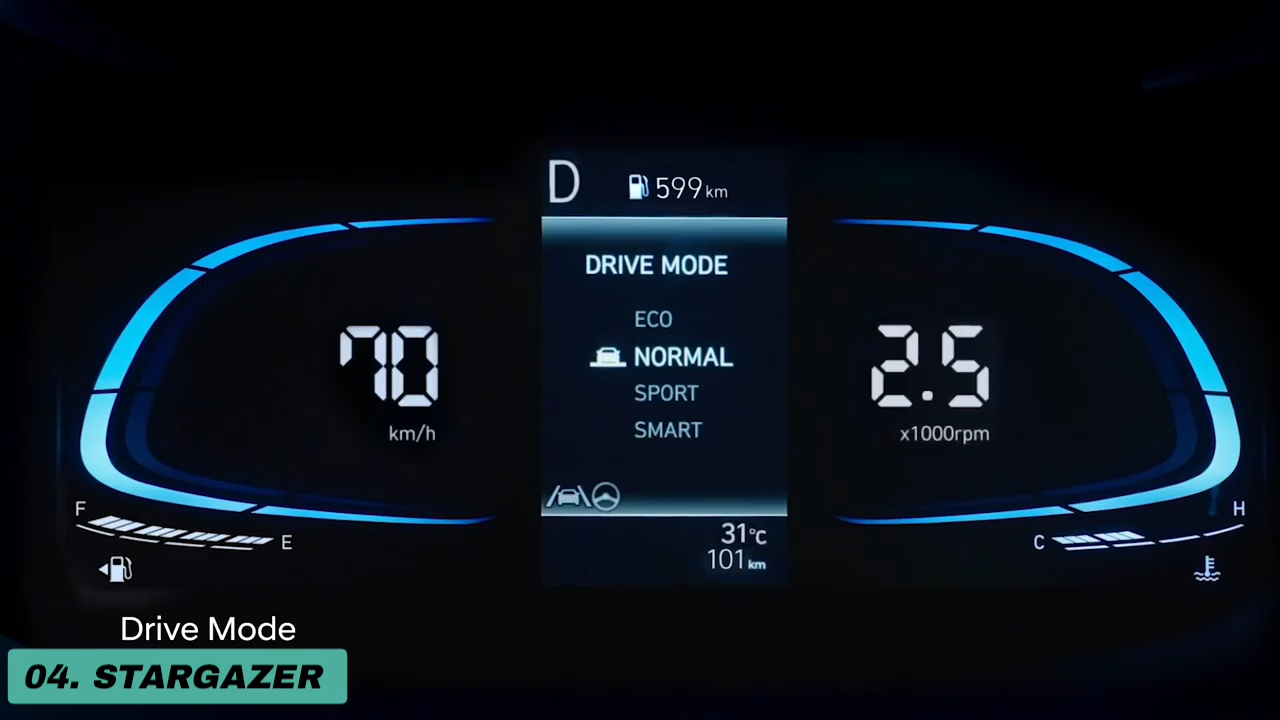 D
599 km
DRIVE MODE
ECO
NORMAL
SPORT
SMART
70
km/h
2.5
x1000rpm
F
E
C
H
31°C
101 km
Drive Mode
04. STARGAZER